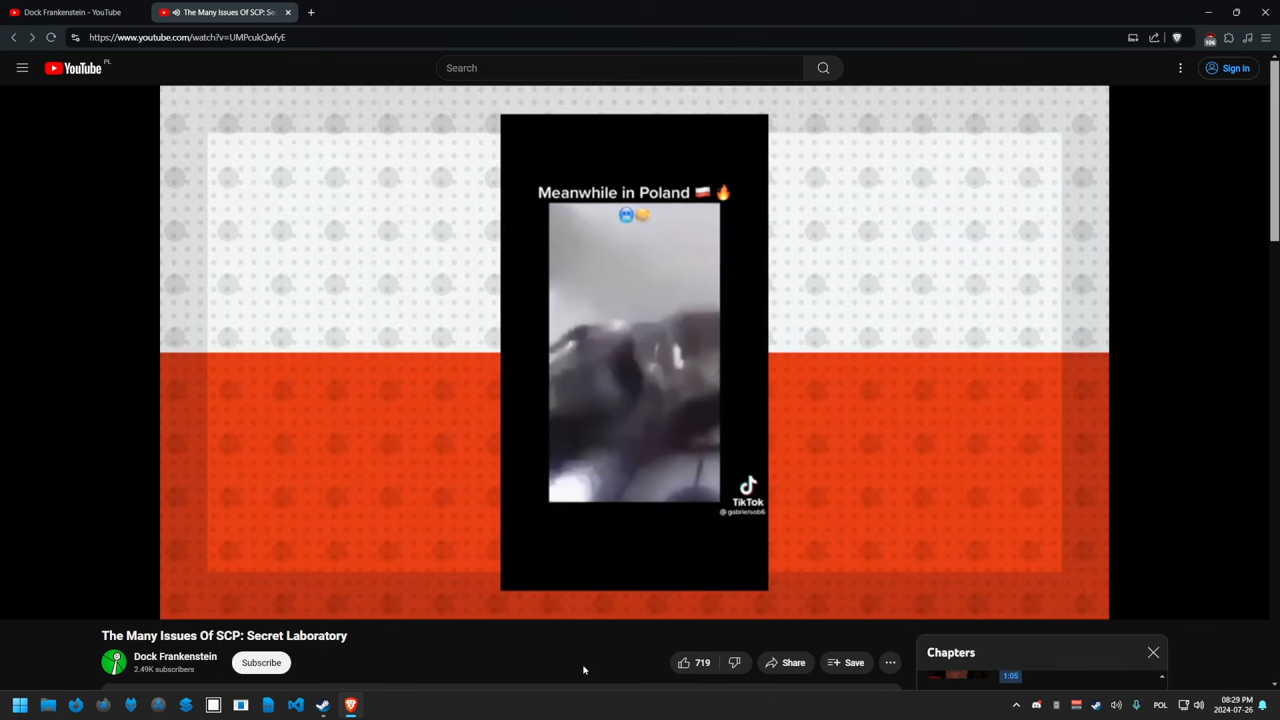 Dock Frankenstein - YouTube
The Many Issues Of SCP: Se
https://www.youtube.com/watch?v=UMPcukQwfyE
106
YouTube PL
Search
Sign in
Meanwhile in Poland
TikTok
@gabrielsob6
The Many Issues Of SCP: Secret Laboratory
Dock Frankenstein
2.49K subscribers
Subscribe
719
Share
Save
Chapters
1:05
POL
08:29 PM
2024-07-26